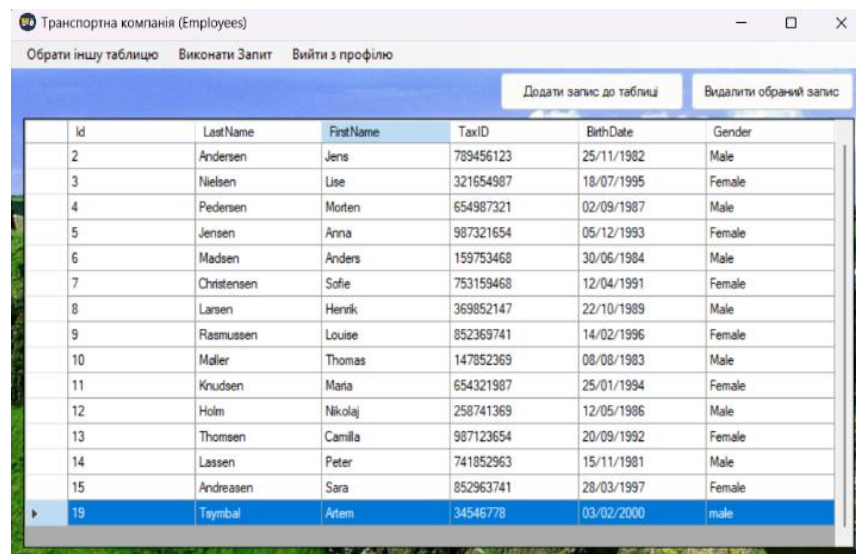 Транспортна компанія (Employees)
Обрати іншу таблицю Виконати Запит Вийти з профілю
Додати запис до таблиці Видалити обраний запис
Id LastName FirstName TaxID BirthDate Gender
2 Andersen Jens 789456123 25/11/1982 Male
3 Nielsen Lise 321654987 18/07/1995 Female
4 Pedersen Morten 654987321 02/09/1987 Male
5 Jensen Anna 987321654 05/12/1993 Female
6 Madsen Anders 159753468 30/06/1984 Male
7 Christensen Sofie 753159468 12/04/1991 Female
8 Larsen Henrik 369852147 22/10/1989 Male
9 Rasmussen Louise 852369741 14/02/1996 Female
10 Møller Thomas 147852369 08/08/1983 Male
11 Knudsen Maria 654321987 25/01/1994 Female
12 Holm Nikolaj 258741369 12/05/1986 Male
13 Thomsen Camilla 987123654 20/09/1992 Female
14 Lassen Peter 741852963 15/11/1981 Male
15 Andreasen Sara 852963741 28/03/1997 Female
19 Tsymbal Artem 34546778 03/02/2000 male